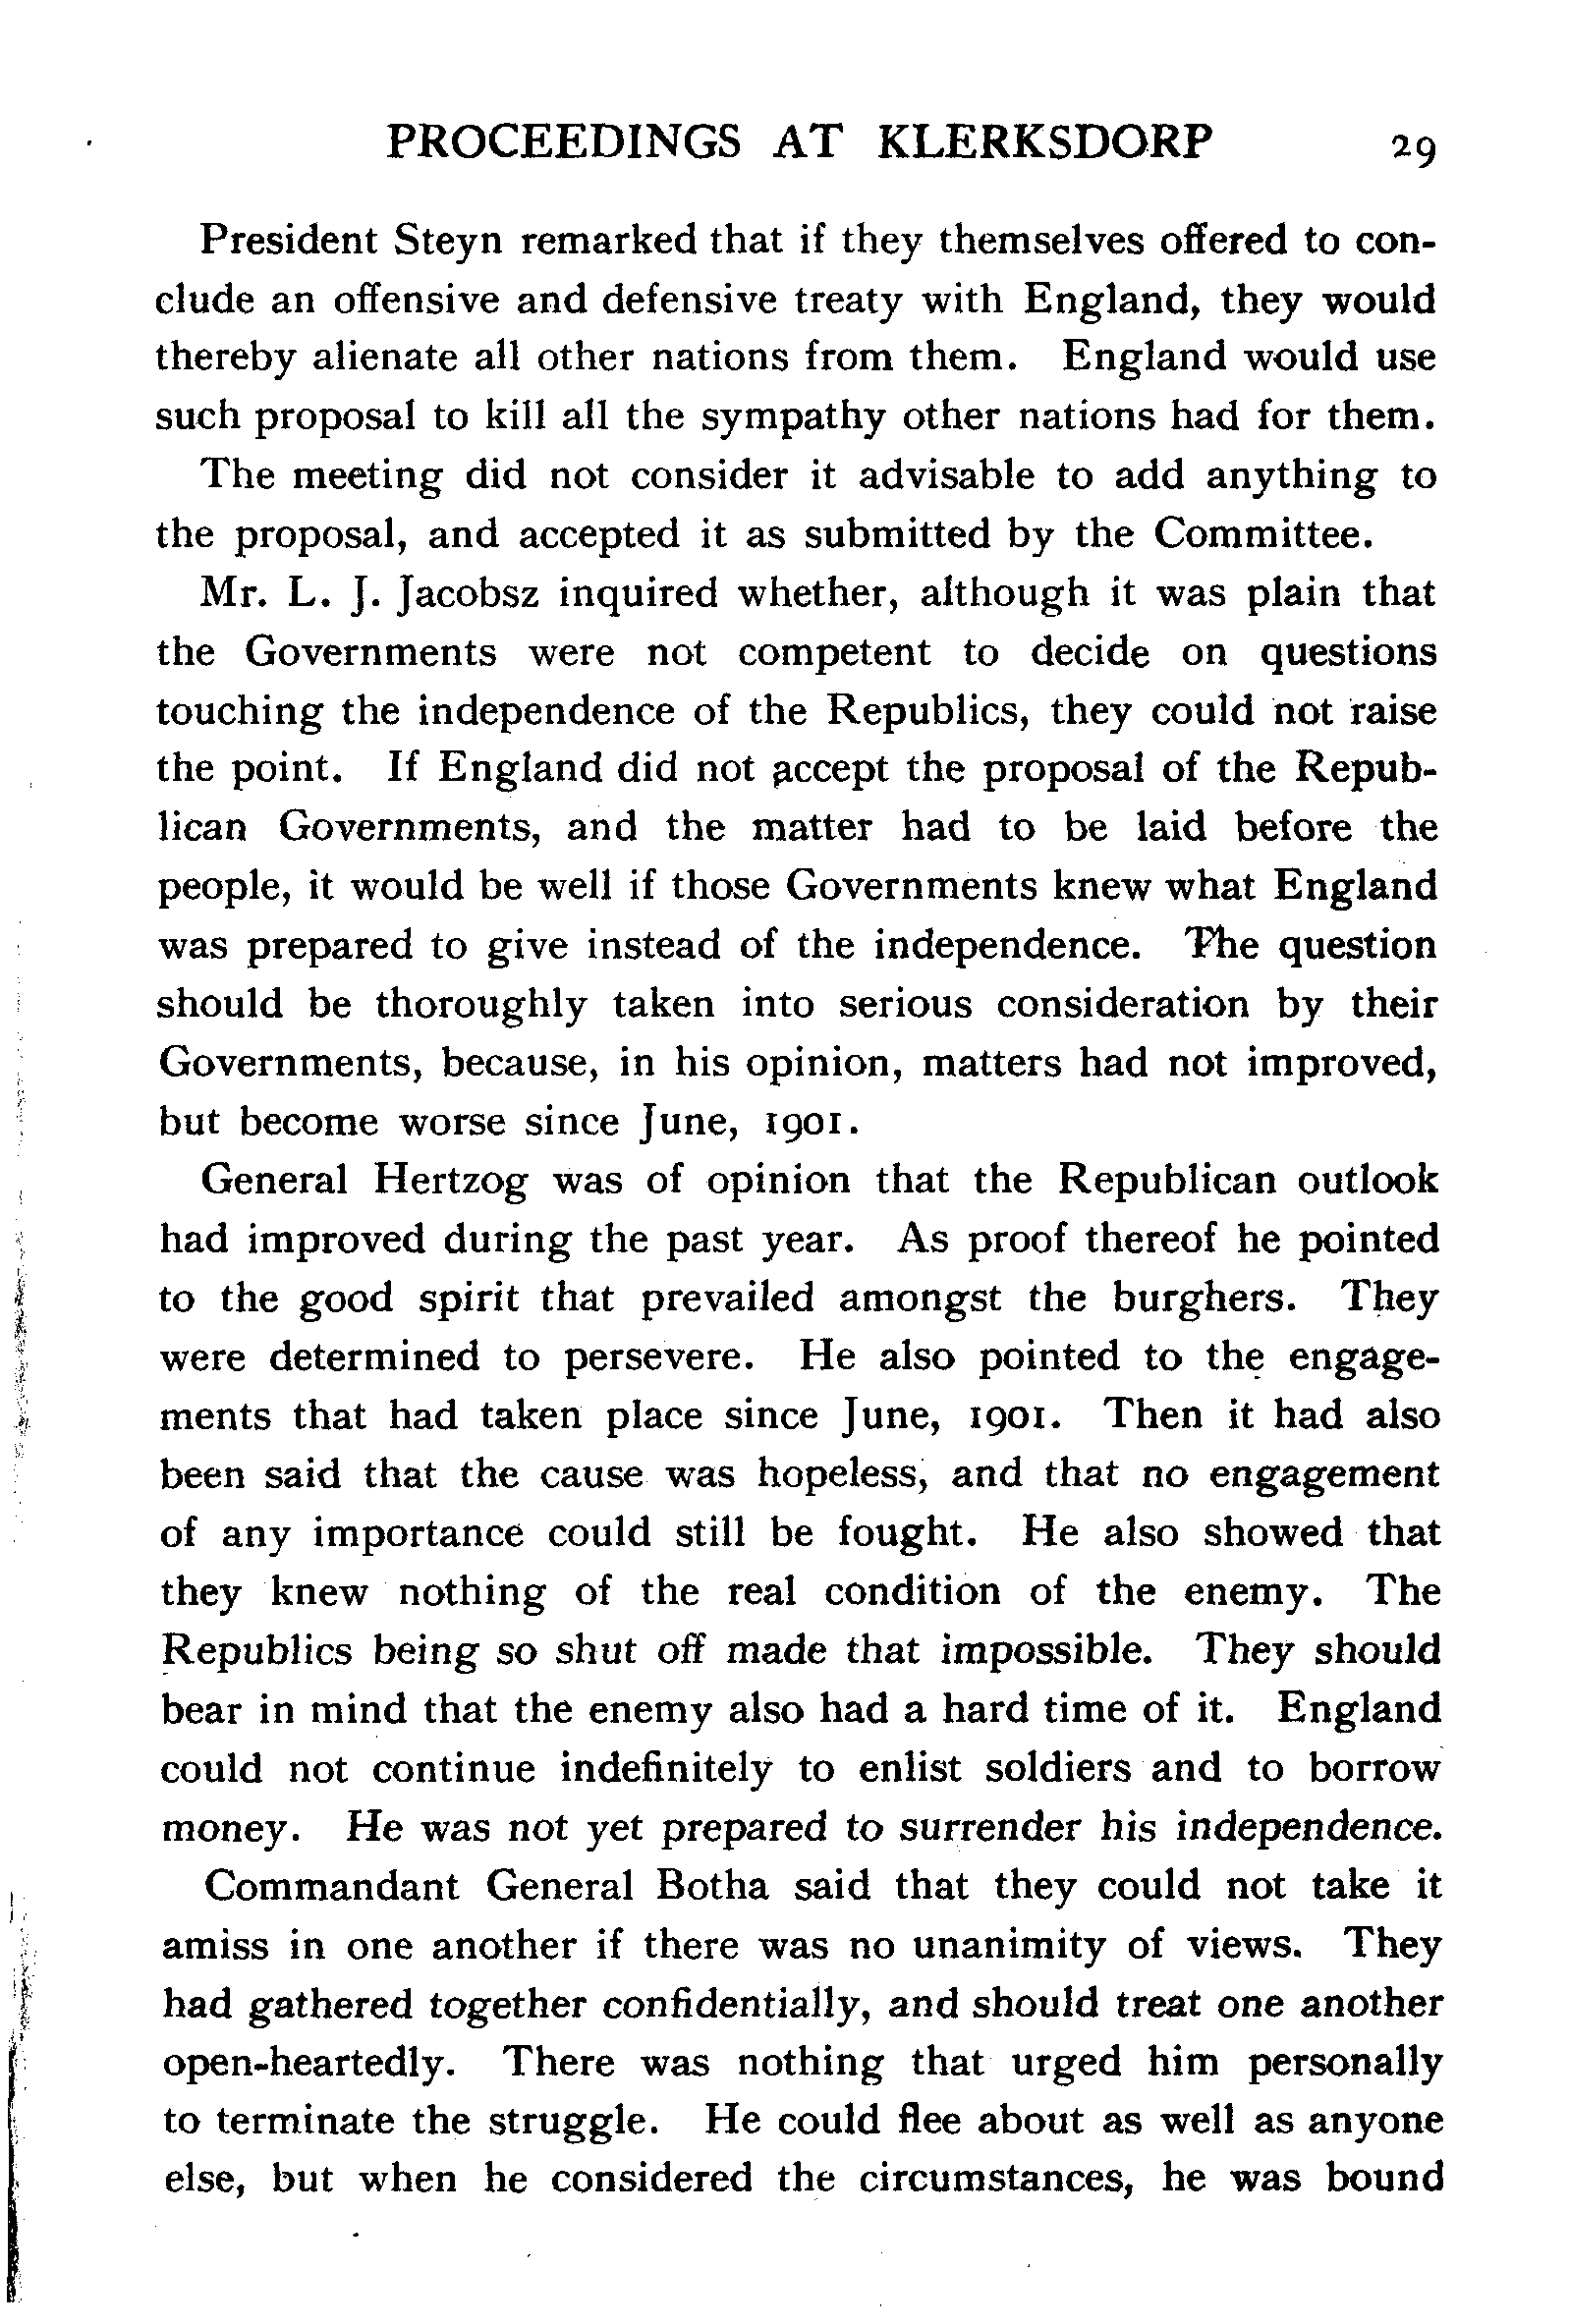 PROCEEDINGS AT KLERKSDORP 29
President Steyn remarked that if they themselves offered to con-
clude an offensive and defensive treaty with England, they would
thereby alienate all other nations from them. England would use
such proposal to kill all the sympathy other nations had for them.
The meeting did not consider it advisable to add anything to
the proposal, and accepted it as submitted by the Committee.
Mr. L. J. Jacobsz inquired whether, although it was plain that
the Governments were not competent to decide on questions
touching the independence of the Republics, they could not raise
the point. If England did not accept the proposal of the Repub-
lican Governments, and the matter had to be laid before the
people, it would be well if those Governments knew what England
was prepared to give instead of the independence. The question
should be thoroughly taken into serious consideration by their
Governments, because, in his opinion, matters had not improved,
but become worse since June, 1901.
General Hertzog was of opinion that the Republican outlook
had improved during the past year. As proof thereof he pointed
to the good spirit that prevailed amongst the burghers. They
were determined to persevere. He also pointed to the engage-
ments that had taken place since June, 1901. Then it had also
been said that the cause was hopeless, and that no engagement
of any importance could still be fought. He also showed that
they knew nothing of the real condition of the enemy. The
Republics being so shut off made that impossible. They should
bear in mind that the enemy also had a hard time of it. England
could not continue indefinitely to enlist soldiers and to borrow
money. He was not yet prepared to surrender his independence.
Commandant General Botha said that they could not take it
amiss in one another if there was no unanimity of views. They
had gathered together confidentially, and should treat one another
open-heartedly. There was nothing that urged him personally
to terminate the struggle. He could flee about as well as anyone
else, but when he considered the circumstances, he was bound